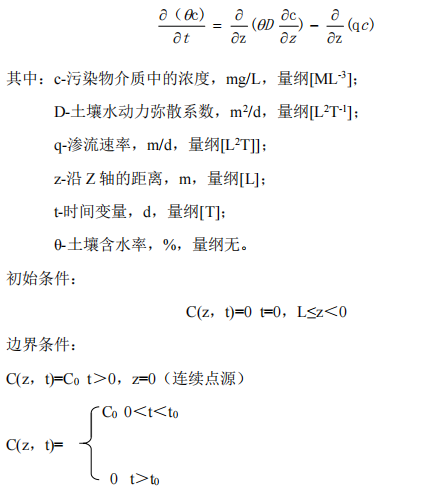 ∂(θc)/∂t = ∂/∂z(θD ∂c/∂z) − ∂/∂z(qc)
其中：c-污染物介质中的浓度，mg/L，量纲[ML⁻³]；
D-土壤水动力弥散系数，m²/d，量纲[L²T⁻¹]；
q-渗流速率，m/d，量纲[L²T]]；
z-沿 Z 轴的距离，m，量纲[L]；
t-时间变量，d，量纲[T]；
θ-土壤含水率，%，量纲无。
初始条件：
C(z，t)=0 t=0，L≤z＜0
边界条件：
C(z，t)=C₀ t＞0，z=0（连续点源）
C₀ 0＜t＜t₀
C(z，t)=
0 t＞t₀